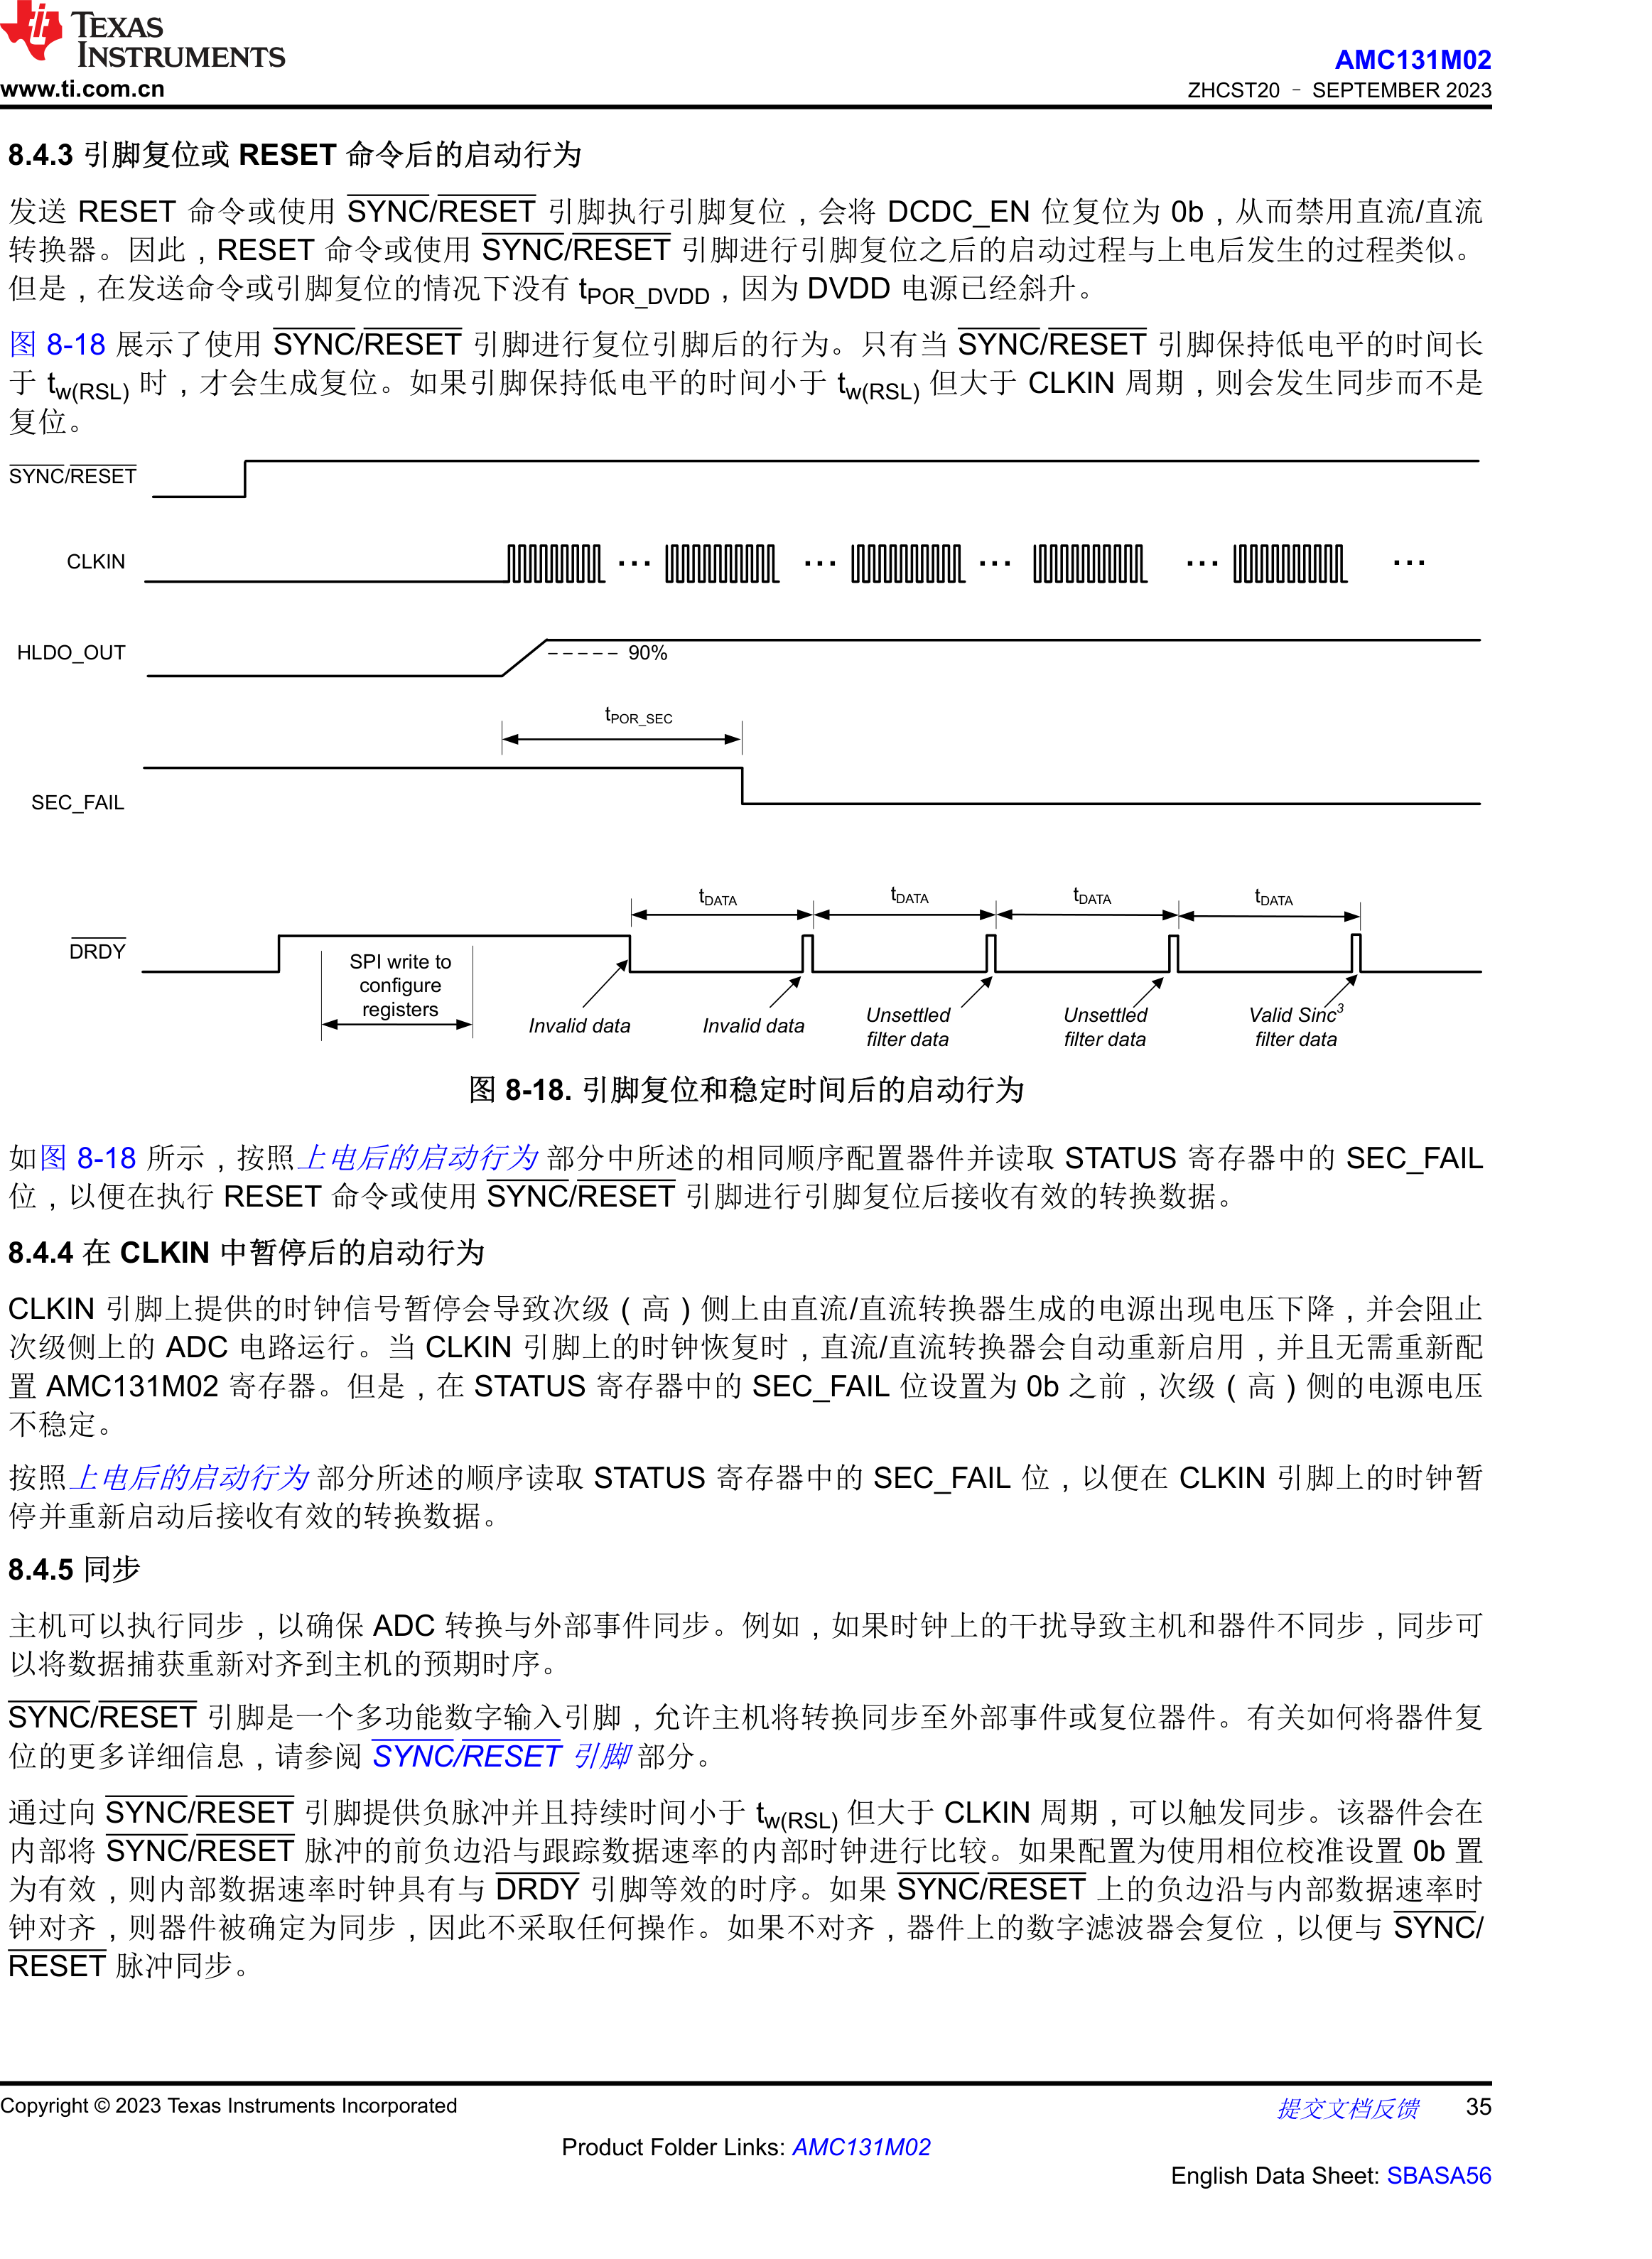 TEXAS
INSTRUMENTS
www.ti.com.cn
AMC131M02
ZHCST20 – SEPTEMBER 2023
8.4.3 引脚复位或 RESET 命令后的启动行为
发送 RESET 命令或使用 SYNC/RESET 引脚执行引脚复位，会将 DCDC_EN 位复位为 0b，从而禁用直流/直流
转换器。因此，RESET 命令或使用 SYNC/RESET 引脚进行引脚复位之后的启动过程与上电后发生的过程类似。
但是，在发送命令或引脚复位的情况下没有 tPOR_DVDD，因为 DVDD 电源已经斜升。
图 8-18 展示了使用 SYNC/RESET 引脚进行复位引脚后的行为。只有当 SYNC/RESET 引脚保持低电平的时间长
于 tw(RSL) 时，才会生成复位。如果引脚保持低电平的时间小于 tw(RSL) 但大于 CLKIN 周期，则会发生同步而不是
复位。
SYNC/RESET
CLKIN
... ... ... ... ...
HLDO_OUT
90%
tPOR_SEC
SEC_FAIL
tDATA tDATA tDATA tDATA
DRDY
SPI write to
configure
registers
Invalid data
Invalid data
Unsettled
filter data
Unsettled
filter data
Valid Sinc3
filter data
图 8-18. 引脚复位和稳定时间后的启动行为
如图 8-18 所示，按照上电后的启动行为 部分中所述的相同顺序配置器件并读取 STATUS 寄存器中的 SEC_FAIL
位，以便在执行 RESET 命令或使用 SYNC/RESET 引脚进行引脚复位后接收有效的转换数据。
8.4.4 在 CLKIN 中暂停后的启动行为
CLKIN 引脚上提供的时钟信号暂停会导致次级（高）侧上由直流/直流转换器生成的电源出现电压下降，并会阻止
次级侧上的 ADC 电路运行。当 CLKIN 引脚上的时钟恢复时，直流/直流转换器会自动重新启用，并且无需重新配
置 AMC131M02 寄存器。但是，在 STATUS 寄存器中的 SEC_FAIL 位设置为 0b 之前，次级（高）侧的电源电压
不稳定。
按照上电后的启动行为 部分所述的顺序读取 STATUS 寄存器中的 SEC_FAIL 位，以便在 CLKIN 引脚上的时钟暂
停并重新启动后接收有效的转换数据。
8.4.5 同步
主机可以执行同步，以确保 ADC 转换与外部事件同步。例如，如果时钟上的干扰导致主机和器件不同步，同步可
以将数据捕获重新对齐到主机的预期时序。
SYNC/RESET 引脚是一个多功能数字输入引脚，允许主机将转换同步至外部事件或复位器件。有关如何将器件复
位的更多详细信息，请参阅 SYNC/RESET 引脚 部分。
通过向 SYNC/RESET 引脚提供负脉冲并且持续时间小于 tw(RSL) 但大于 CLKIN 周期，可以触发同步。该器件会在
内部将 SYNC/RESET 脉冲的前负边沿与跟踪数据速率的内部时钟进行比较。如果配置为使用相位校准设置 0b 置
为有效，则内部数据速率时钟具有与 DRDY 引脚等效的时序。如果 SYNC/RESET 上的负边沿与内部数据速率时
钟对齐，则器件被确定为同步，因此不采取任何操作。如果不对齐，器件上的数字滤波器会复位，以便与 SYNC/
RESET 脉冲同步。
Copyright © 2023 Texas Instruments Incorporated
提交文档反馈 35
Product Folder Links: AMC131M02
English Data Sheet: SBASA56